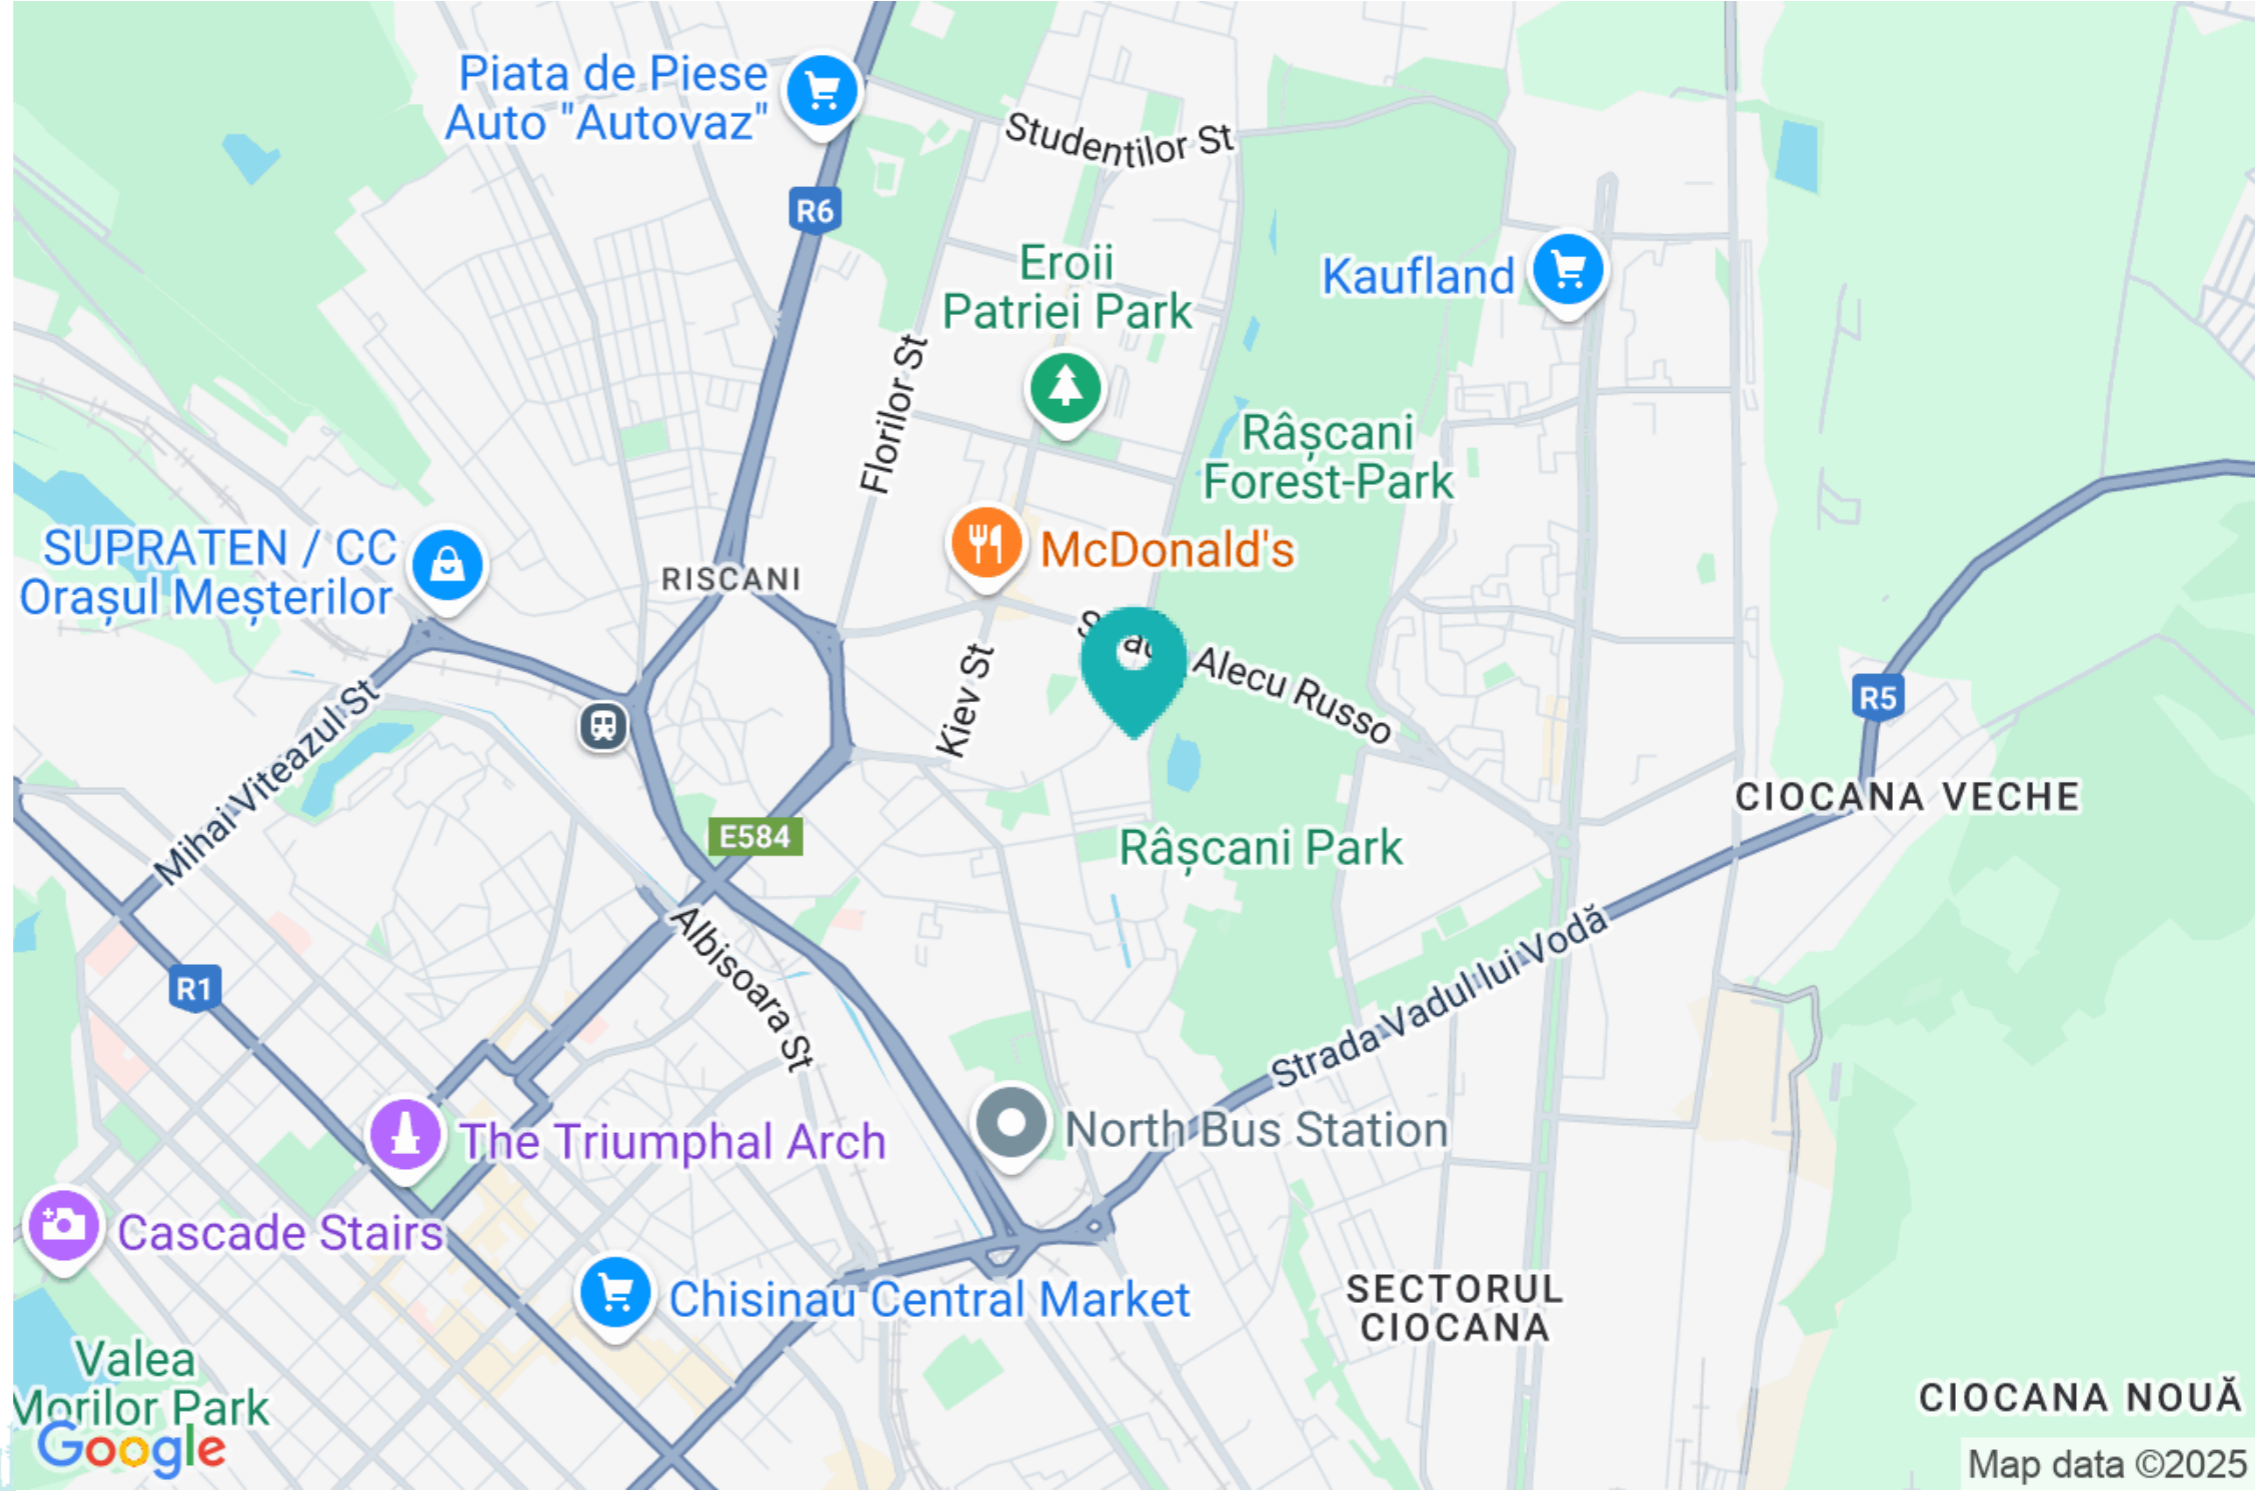 Piata de Piese
Auto "Autovaz"
Studentilor St
R6
Eroii
Patriei Park
Kaufland
Florilor St
Râșcani
Forest-Park
SUPRATEN / CC
Orașul Meșterilor
McDonald's
RISCANI
Alecu Russo
Kiev St
R5
Mihai Viteazul St
CIOCANA VECHE
E584
Râșcani Park
Albisoara St
Strada Vadul lui Vodă
R1
The Triumphal Arch
North Bus Station
Cascade Stairs
Chisinau Central Market
SECTORUL
CIOCANA
Valea
Morilor Park
CIOCANA NOUĂ
Google
Map data ©2025